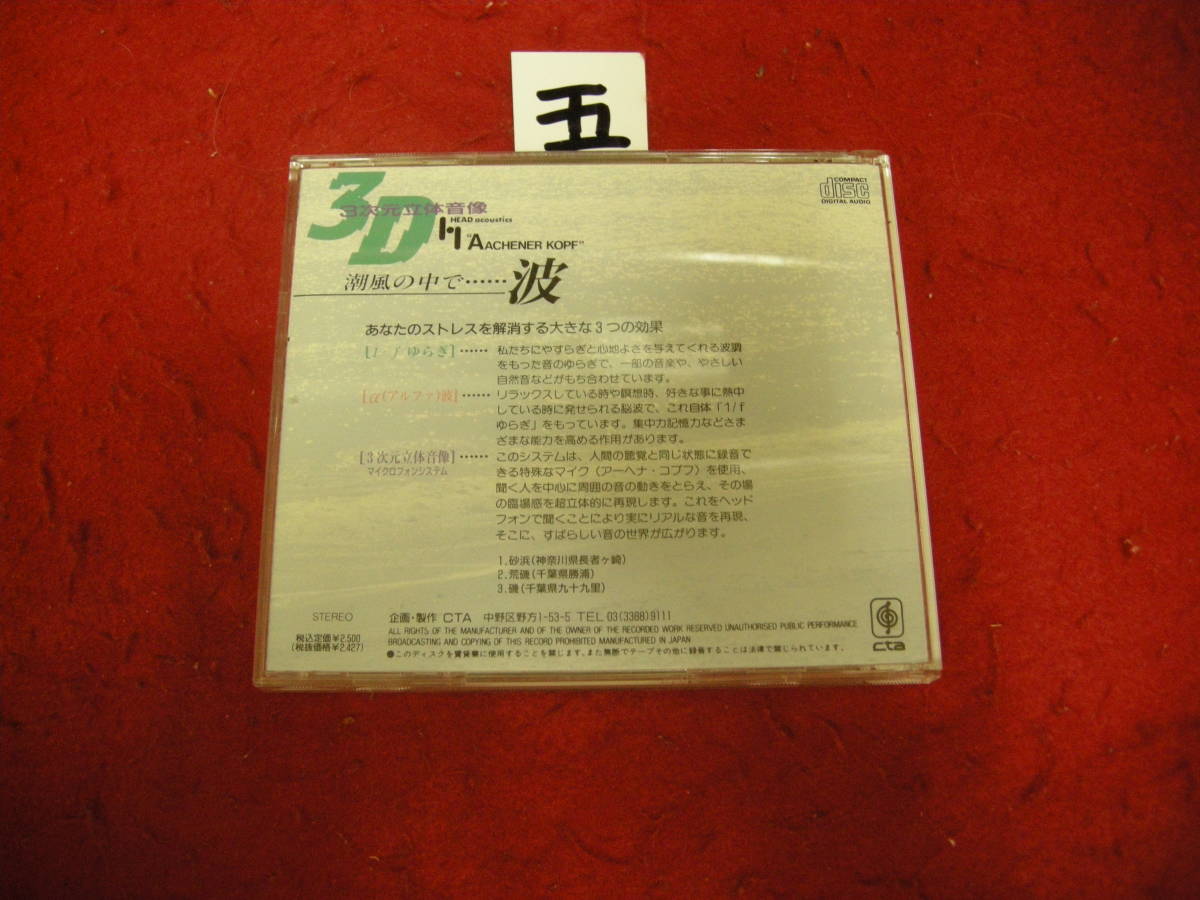 五
3D
3次元立体音像
HEAD acoustics
"AACHENER KOPF"
COMPACT
disc
DIGITAL AUDIO
潮風の中で……波
あなたのストレスを解消する大きな3つの効果
[1／fゆらぎ]……私たちにやすらぎと心地よさを与えてくれる波調
をもった音のゆらぎで、一部の音楽や、やさしい
自然音などがもち合わせています。
[α(アルファ)波]……リラックスしている時や瞑想時、好きな事に熱中
している時に発せられる脳波で、これ自体「1/f
ゆらぎ」をもっています。集中力記憶力などさま
ざまな能力を高める作用があります。
[3次元立体音像]……このシステムは、人間の聴覚と同じ状態に録音で
マイクロフォンシステム
きる特殊なマイク（アーヘナ・コプフ）を使用、
聞く人を中心に周囲の音の動きをとらえ、その場
の臨場感を超立体的に再現します。これをヘッド
フォンで聞くことにより実にリアルな音を再現、
そこに、すばらしい音の世界が広がります。
1.砂浜(神奈川県長者ヶ崎)
2.荒磯(千葉県勝浦)
3.磯(千葉県九十九里)
STEREO
企画・製作 CTA 中野区野方1-53-5 TEL 03(3388)9111
税込定価¥2,500
(税抜価格¥2,427)
ALL RIGHTS OF THE MANUFACTURER AND OF THE OWNER OF THE RECORDED WORK RESERVED UNAUTHORISED PUBLIC PERFORMANCE
BROADCASTING AND COPYING OF THIS RECORD PROHIBITED MANUFACTURED IN JAPAN
●このディスクを賃貸業に使用することを禁じます。また無断でテープその他に録音することは法律で禁じられています。
cta